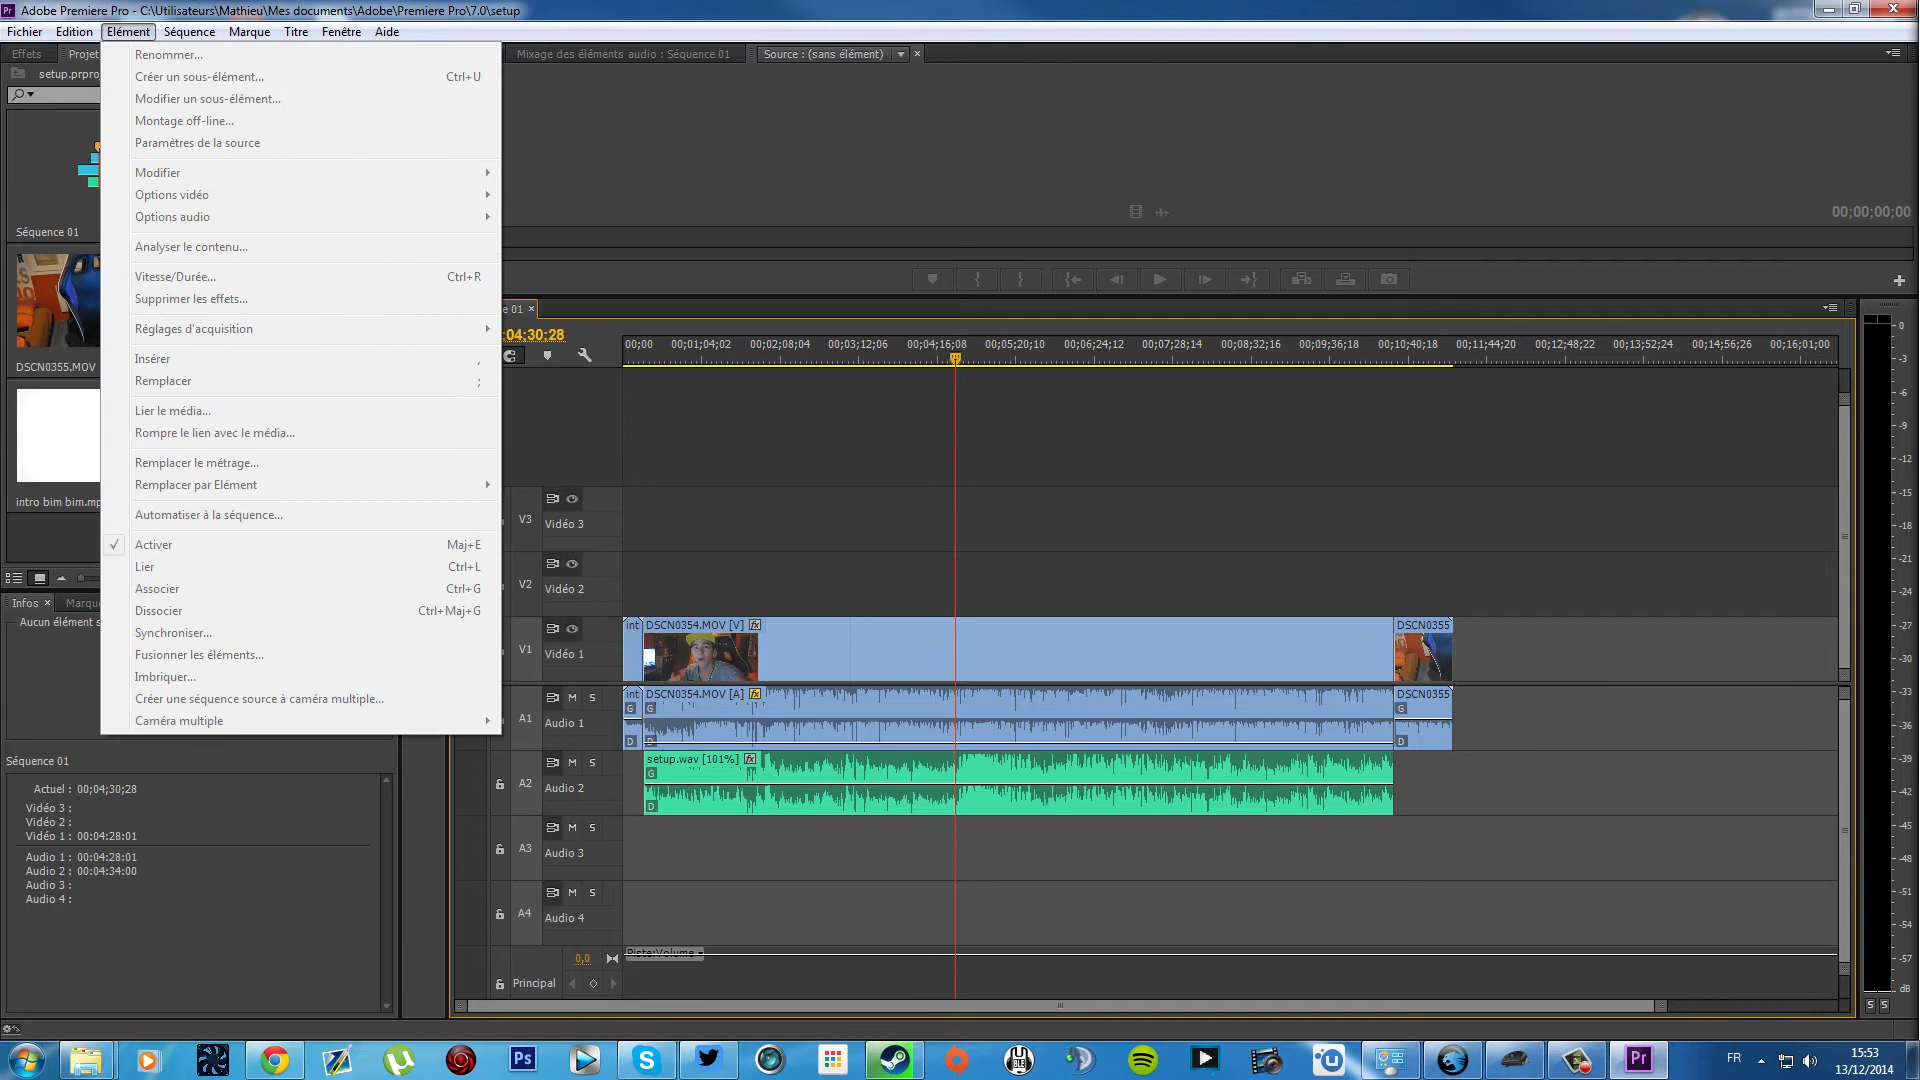 Adobe Premiere Pro - C:\Utilisateurs\Mathieu\Mes documents\Adobe\Premiere Pro\7.0\setup
Fichier Edition Elément Séquence Marque Titre Fenêtre Aide
Effets Projet
Mixage des éléments audio : Séquence 01
Source : (sans élément)
setup.prproj
Séquence 01
DSCN0355.MOV
intro bim bim.mp
Renommer...
Créer un sous-élément... Ctrl+U
Modifier un sous-élément...
Montage off-line...
Paramètres de la source
Modifier
Options vidéo
Options audio
Analyser le contenu...
Vitesse/Durée... Ctrl+R
Supprimer les effets...
Réglages d'acquisition
Insérer ,
Remplacer ;
Lier le média...
Rompre le lien avec le média...
Remplacer le métrage...
Remplacer par Elément
Automatiser à la séquence...
Activer Maj+E
Lier Ctrl+L
Associer Ctrl+G
Dissocier Ctrl+Maj+G
Synchroniser...
Fusionner les éléments...
Imbriquer...
Créer une séquence source à caméra multiple...
Caméra multiple
00;00;00;00
e 01
;04;30;28
00;00 00;01;04;02 00;02;08;04 00;03;12;06 00;04;16;08 00;05;20;10 00;06;24;12 00;07;28;14 00;08;32;16 00;09;36;18 00;10;40;18 00;11;44;20 00;12;48;22 00;13;52;24 00;14;56;26 00;16;01;00
V3 Vidéo 3
V2 Vidéo 2
V1 Vidéo 1
int DSCN0354.MOV [V] fx DSCN0355
A1 M S Audio 1
int DSCN0354.MOV [A] fx DSCN0355
G G G
D D D
A2 M S Audio 2
setup.wav [101%] fx
G
D
A3 M S Audio 3
A4 M S Audio 4
0,0
Principal
Infos Marqu
Aucun élément s
Séquence 01
Actuel : 00;04;30;28
Vidéo 3 :
Vidéo 2 :
Vidéo 1 : 00:04:28:01
Audio 1 : 00:04:28:01
Audio 2 : 00:04:34:00
Audio 3 :
Audio 4 :
0
-3
-6
-9
-12
-15
-18
-21
-24
-27
-30
-33
-36
-39
-42
-45
-48
-51
-54
-57
dB
S S
Ps
Pr
FR
15:53
13/12/2014